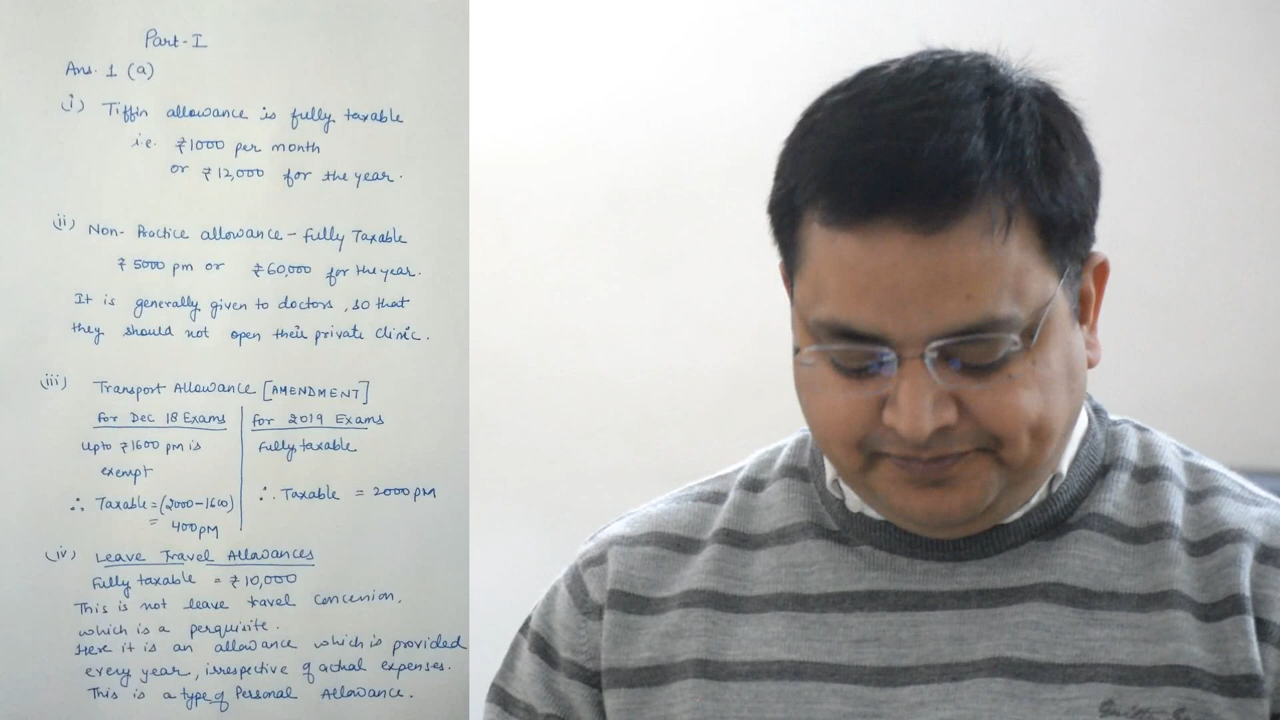 Part-I
Ans. 1 (a)
(i) Tiffin allowance is fully taxable
i.e. ₹1000 per month
or ₹12,000 for the year.
(ii) Non-Practice allowance - fully Taxable
₹5000 pm or ₹60,000 for the year.
It is generally given to doctors, so that
they should not open their private clinic.
(iii) Transport Allowance [AMENDMENT]
for Dec 18 Exams
upto ₹1600 pm is
exempt
∴ Taxable = (2000-1600)
= 400 pm
for 2019 Exams
fully taxable
∴ Taxable = 2000 pm
(iv) Leave Travel Allowances
fully taxable = ₹10,000
This is not leave travel concession,
which is a perquisite.
Here it is an allowance which is provided
every year, irrespective of actual expenses.
This is a type of Personal Allowance.